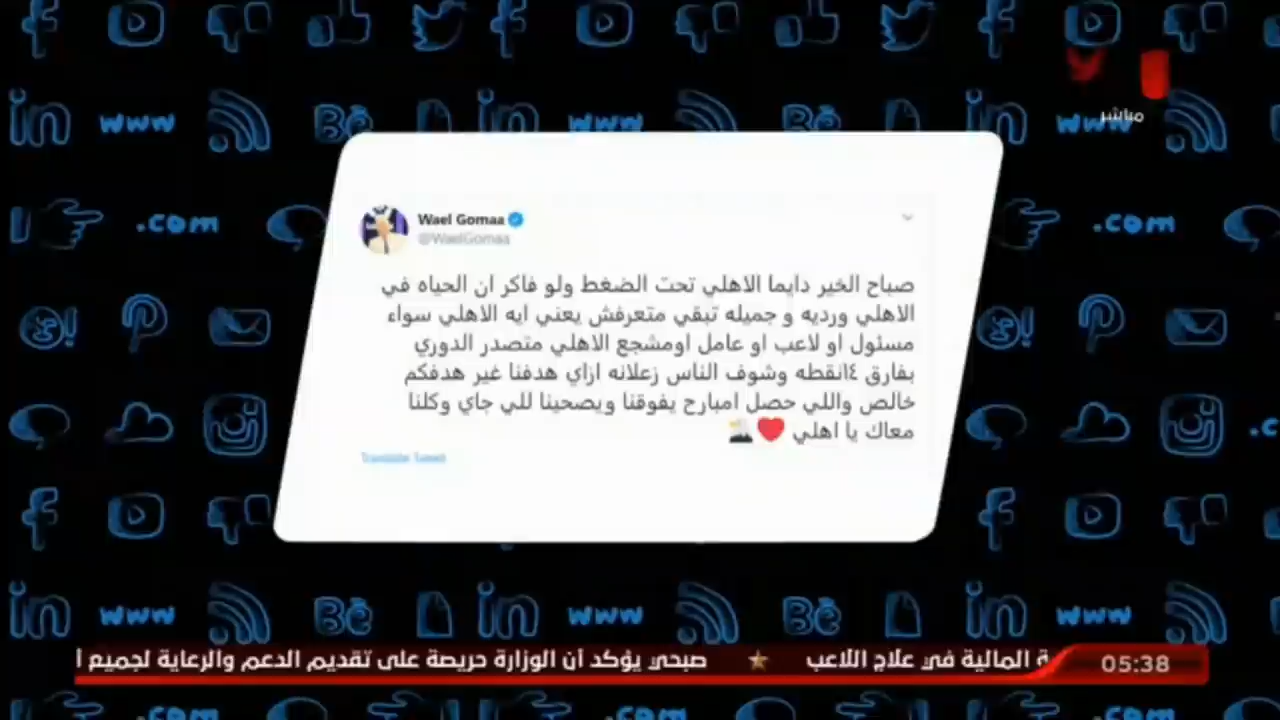 مباشر
Wael Gomaa
@WaelGomaa
صباح الخير دايما الاهلي تحت الضغط ولو فاكر ان الحياه في
الاهلي ورديه و جميله تبقي متعرفش يعني ايه الاهلي سواء
مسئول او لاعب او عامل اومشجع الاهلي متصدر الدوري
بفارق ٤انقطه وشوف الناس زعلانه ازاي هدفنا غير هدفكم
خالص واللي حصل امبارح يفوقنا ويصحينا للي جاي وكلنا
معاك يا اهلي
Translate Tweet
ة المالية في علاج اللاعب ★ صبحي يؤكد أن الوزارة حريصة على تقديم الدعم والرعاية لجميع ا
05:38